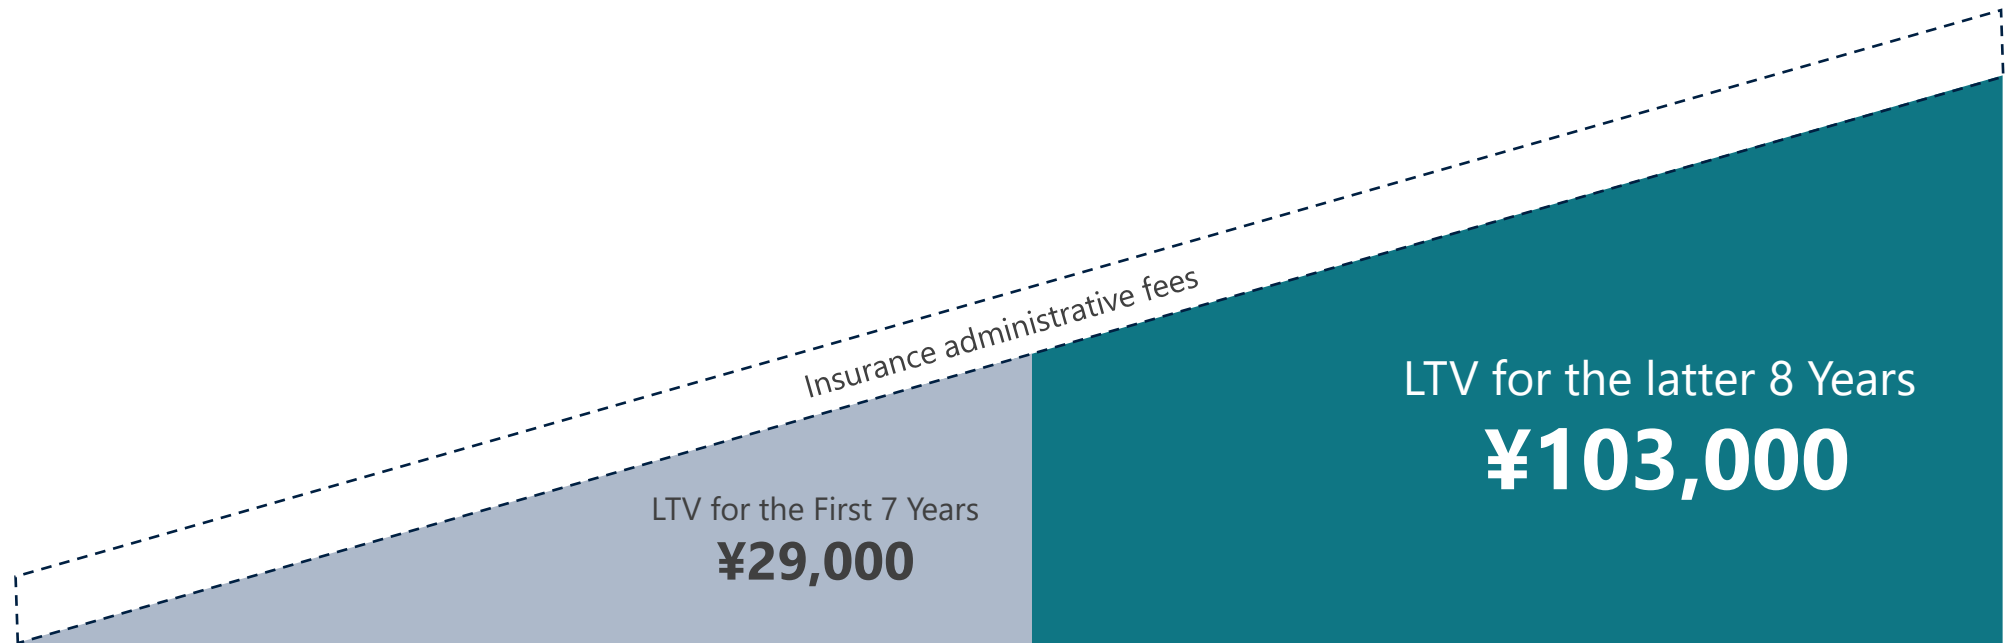 Insurance administrative fees
LTV for the latter 8 Years
¥103,000
LTV for the First 7 Years
¥29,000